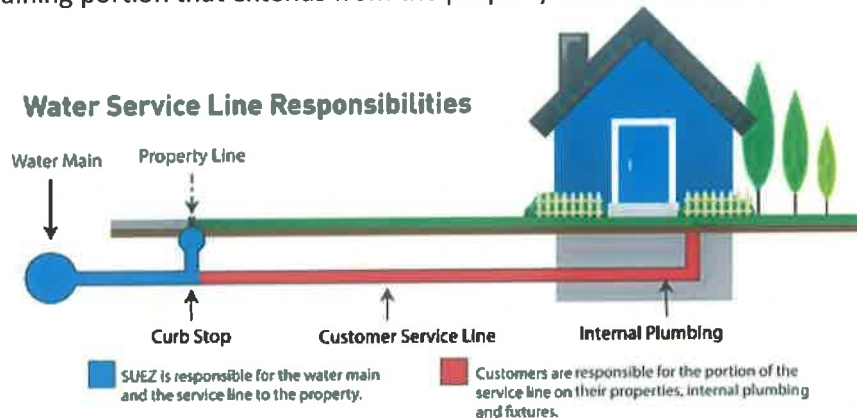 Water Service Line Responsibilities
Water Main
Property Line
Curb Stop
Customer Service Line
Internal Plumbing
SUEZ is responsible for the water main
and the service line to the property.
Customers are responsible for the portion of the
service line on their properties, internal plumbing
and fixtures.